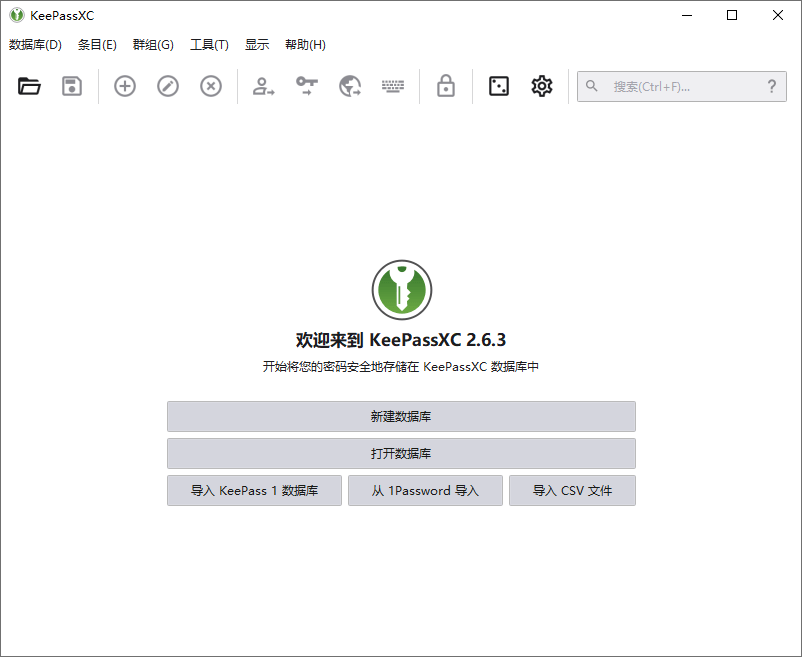 KeePassXC
数据库(D) 条目(E) 群组(G) 工具(T) 显示 帮助(H)
搜索(Ctrl+F)... ?
欢迎来到 KeePassXC 2.6.3
开始将您的密码安全地存储在 KeePassXC 数据库中
新建数据库
打开数据库
导入 KeePass 1 数据库 从 1Password 导入 导入 CSV 文件